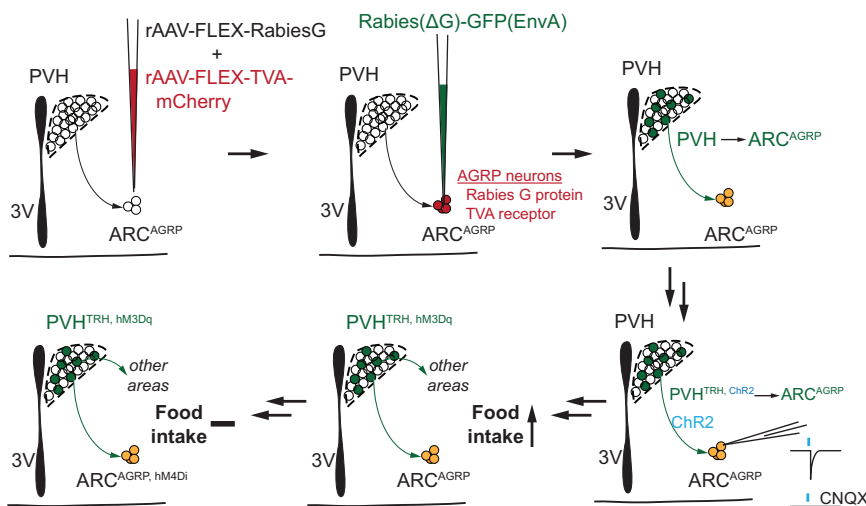 rAAV-FLEX-RabiesG
+
rAAV-FLEX-TVA-
mCherry
PVH
3V
ARC^AGRP
Rabies(ΔG)-GFP(EnvA)
PVH
AGRP neurons
Rabies G protein
TVA receptor
3V
ARC^AGRP
PVH
PVH → ARC^AGRP
3V
ARC^AGRP
PVH^TRH, hM3Dq
other
areas
Food
intake
3V
ARC^AGRP, hM4Di
PVH^TRH, hM3Dq
other
areas
Food
intake
3V
ARC^AGRP
PVH
PVH^TRH, ChR2 → ARC^AGRP
ChR2
3V
ARC^AGRP
CNQX